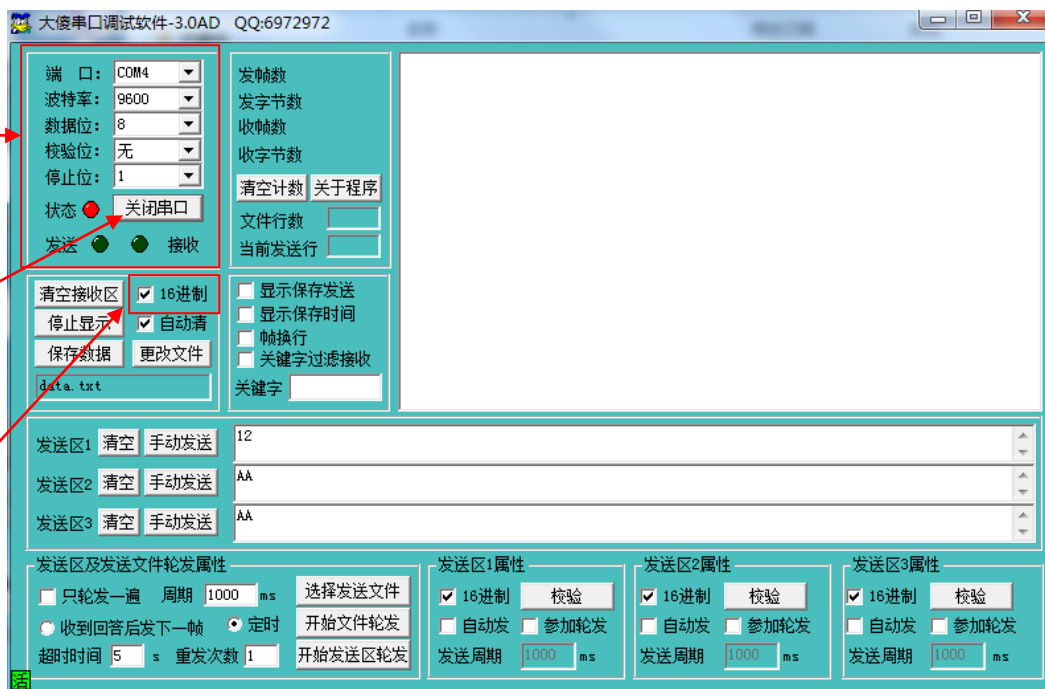 大傻串口调试软件-3.0AD QQ:6972972
端 口: COM4
波特率: 9600
数据位: 8
校验位: 无
停止位: 1
状态 关闭串口
发送 接收
发帧数
发字节数
收帧数
收字节数
清空计数 关于程序
文件行数
当前发送行
清空接收区 16进制
停止显示 自动清
保存数据 更改文件
data.txt
显示保存发送
显示保存时间
帧换行
关键字过滤接收
关键字
发送区1 清空 手动发送 12
发送区2 清空 手动发送 AA
发送区3 清空 手动发送 AA
发送区及发送文件轮发属性
只轮发一遍 周期 1000 ms 选择发送文件
收到回答后发下一帧 定时 开始文件轮发
超时时间 5 s 重发次数 1 开始发送区轮发
发送区1属性
16进制 校验
自动发 参加轮发
发送周期 1000 ms
发送区2属性
16进制 校验
自动发 参加轮发
发送周期 1000 ms
发送区3属性
16进制 校验
自动发 参加轮发
发送周期 1000 ms
活